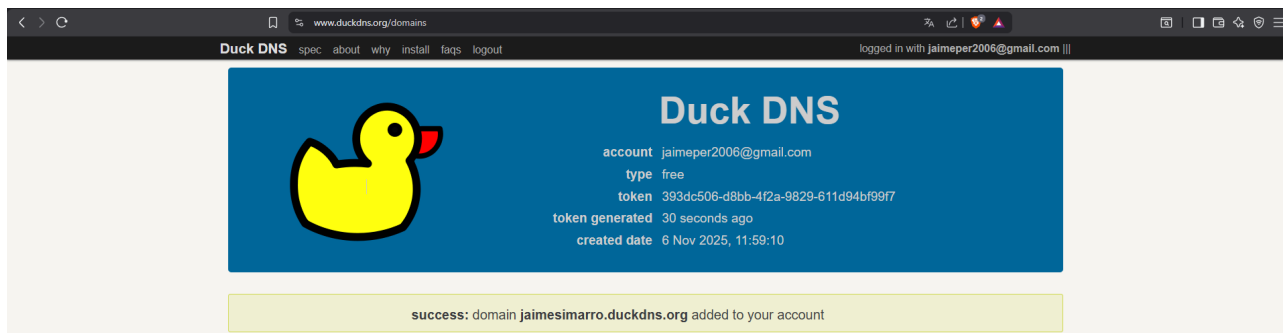 www.duckdns.org/domains
Duck DNS spec about why install faqs logout logged in with jaimeper2006@gmail.com |||
Duck DNS
account jaimeper2006@gmail.com
type free
token 393dc506-d8bb-4f2a-9829-611d94bf99f7
token generated 30 seconds ago
created date 6 Nov 2025, 11:59:10
success: domain jaimesimarro.duckdns.org added to your account